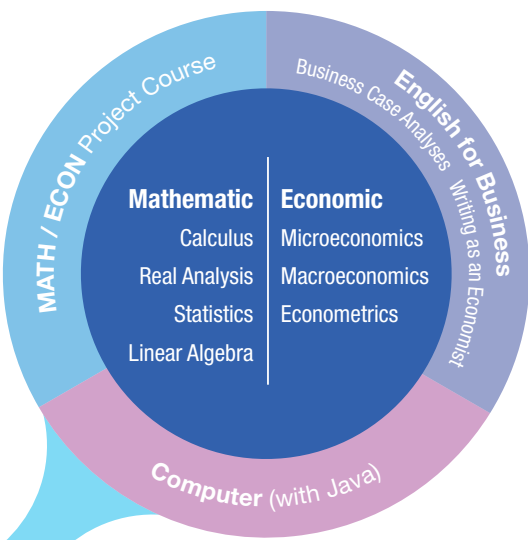 MATH / ECON Project Course
English for Business
Business Case Analyses
Writing as an Economist
Mathematic
Calculus
Real Analysis
Statistics
Linear Algebra
Economic
Microeconomics
Macroeconomics
Econometrics
Computer (with Java)